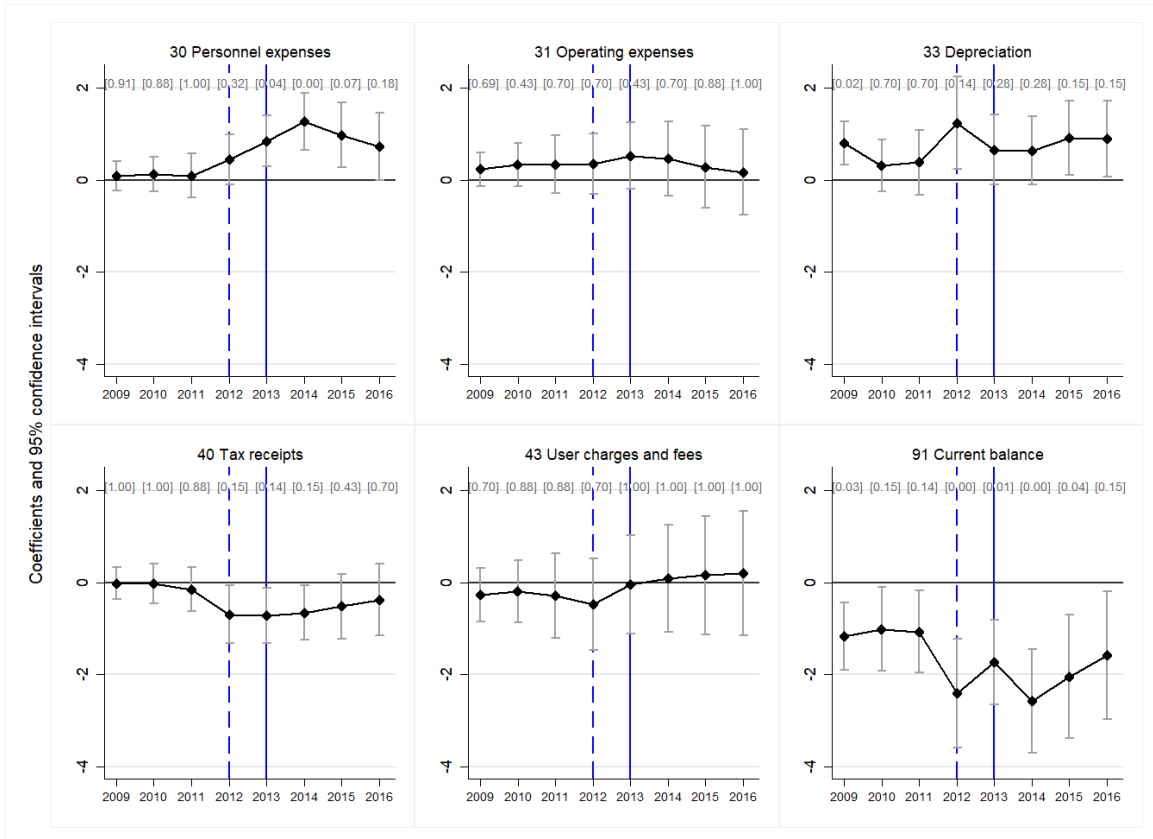 Coefficients and 95% confidence intervals
30 Personnel expenses
[0.91] [0.88] [1.00] [0.32] [0.04] [0.00] [0.07] [0.18]
2
0
-2
-4
2009 2010 2011 2012 2013 2014 2015 2016
31 Operating expenses
[0.69] [0.43] [0.70] [0.70] [0.43] [0.70] [0.88] [1.00]
2
0
-2
-4
2009 2010 2011 2012 2013 2014 2015 2016
33 Depreciation
[0.02] [0.70] [0.70] [0.14] [0.28] [0.28] [0.15] [0.15]
2
0
-2
-4
2009 2010 2011 2012 2013 2014 2015 2016
40 Tax receipts
[1.00] [1.00] [0.88] [0.15] [0.14] [0.15] [0.43] [0.70]
2
0
-2
-4
2009 2010 2011 2012 2013 2014 2015 2016
43 User charges and fees
[0.70] [0.88] [0.88] [0.70] [1.00] [1.00] [1.00] [1.00]
2
0
-2
-4
2009 2010 2011 2012 2013 2014 2015 2016
91 Current balance
[0.03] [0.15] [0.14] [0.00] [0.01] [0.00] [0.04] [0.15]
2
0
-2
-4
2009 2010 2011 2012 2013 2014 2015 2016